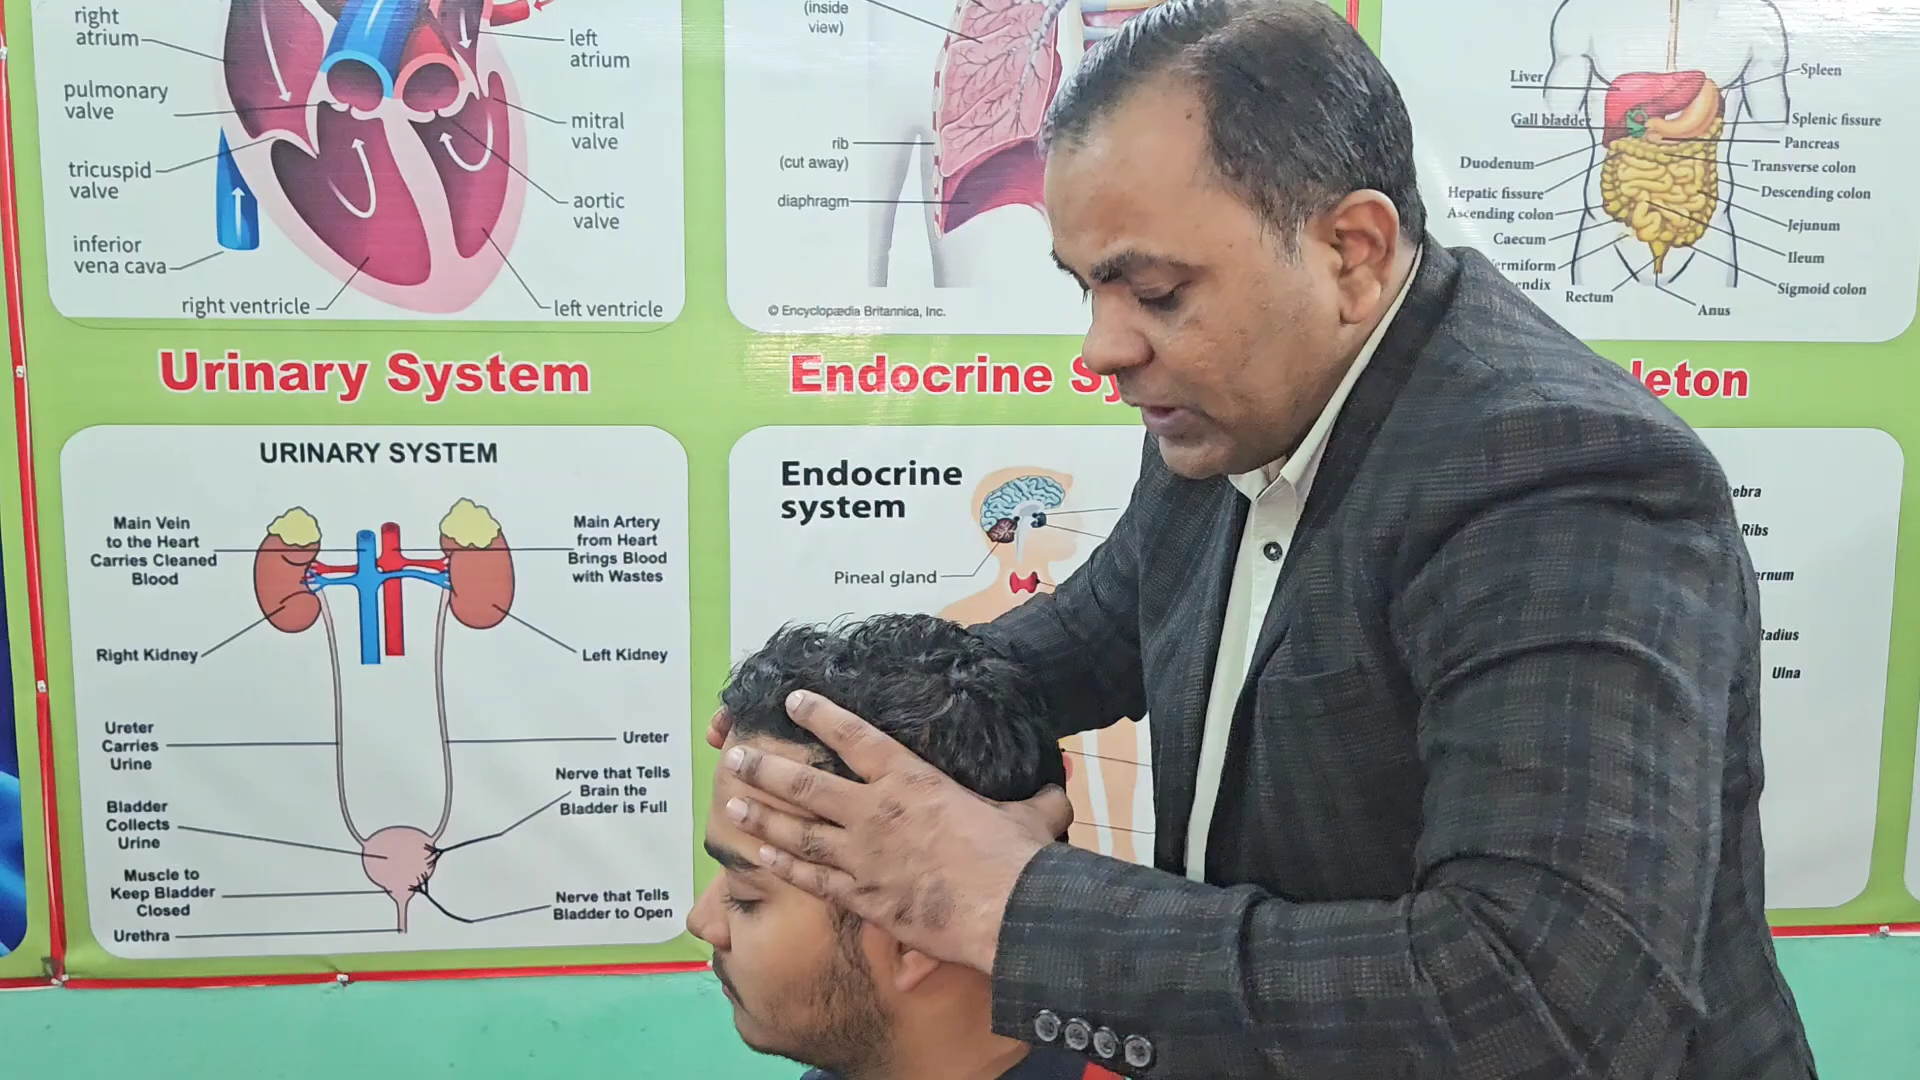 right
atrium
pulmonary
valve
tricuspid
valve
inferior
vena cava
right ventricle
left
atrium
mitral
valve
aortic
valve
left ventricle
(inside
view)
rib
(cut away)
diaphragm
© Encyclopædia Britannica, Inc.
Liver
Gall bladder
Duodenum
Hepatic fissure
Ascending colon
Caecum
ermiform
endix
Rectum
Spleen
Splenic fissure
Pancreas
Transverse colon
Descending colon
Jejunum
Ileum
Sigmoid colon
Anus
Urinary System
Endocrine Sy
leton
URINARY SYSTEM
Main Vein
to the Heart
Carries Cleaned
Blood
Main Artery
from Heart
Brings Blood
with Wastes
Right Kidney
Left Kidney
Ureter
Carries
Urine
Ureter
Nerve that Tells
Brain the
Bladder is Full
Bladder
Collects
Urine
Muscle to
Keep Bladder
Closed
Nerve that Tells
Bladder to Open
Urethra
Endocrine
system
Pineal gland
ebra
Ribs
ernum
Radius
Ulna